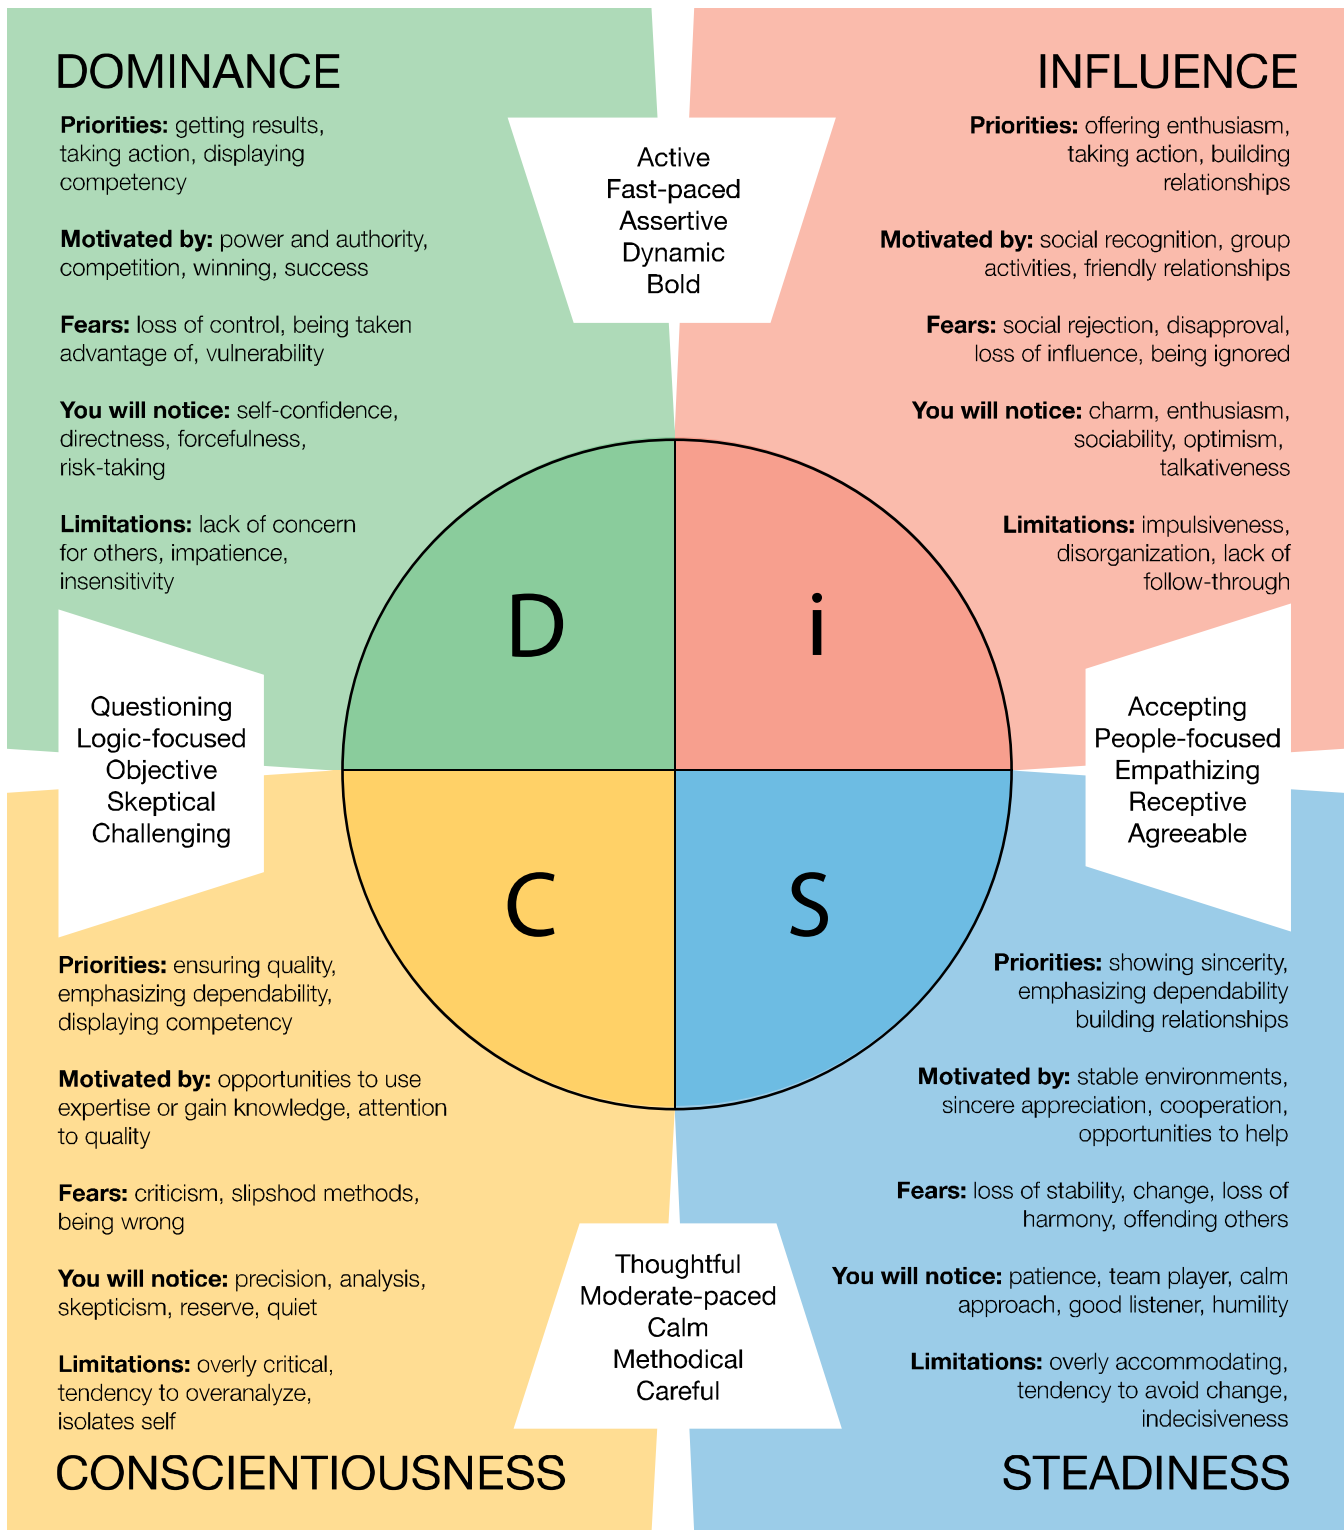 DOMINANCE
Priorities: getting results,
taking action, displaying
competency
Motivated by: power and authority,
competition, winning, success
Fears: loss of control, being taken
advantage of, vulnerability
You will notice: self-confidence,
directness, forcefulness,
risk-taking
Limitations: lack of concern
for others, impatience,
insensitivity
INFLUENCE
Priorities: offering enthusiasm,
taking action, building
relationships
Motivated by: social recognition, group
activities, friendly relationships
Fears: social rejection, disapproval,
loss of influence, being ignored
You will notice: charm, enthusiasm,
sociability, optimism,
talkativeness
Limitations: impulsiveness,
disorganization, lack of
follow-through
Active
Fast-paced
Assertive
Dynamic
Bold
D
i
Questioning
Logic-focused
Objective
Skeptical
Challenging
Accepting
People-focused
Empathizing
Receptive
Agreeable
C
S
Priorities: ensuring quality,
emphasizing dependability,
displaying competency
Motivated by: opportunities to use
expertise or gain knowledge, attention
to quality
Fears: criticism, slipshod methods,
being wrong
You will notice: precision, analysis,
skepticism, reserve, quiet
Limitations: overly critical,
tendency to overanalyze,
isolates self
CONSCIENTIOUSNESS
Thoughtful
Moderate-paced
Calm
Methodical
Careful
Priorities: showing sincerity,
emphasizing dependability
building relationships
Motivated by: stable environments,
sincere appreciation, cooperation,
opportunities to help
Fears: loss of stability, change, loss of
harmony, offending others
You will notice: patience, team player, calm
approach, good listener, humility
Limitations: overly accommodating,
tendency to avoid change,
indecisiveness
STEADINESS